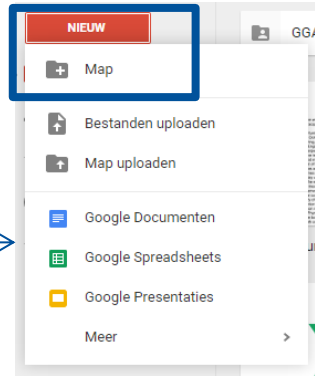 NIEUW
Map
Bestanden uploaden
Map uploaden
Google Documenten
Google Spreadsheets
Google Presentaties
Meer